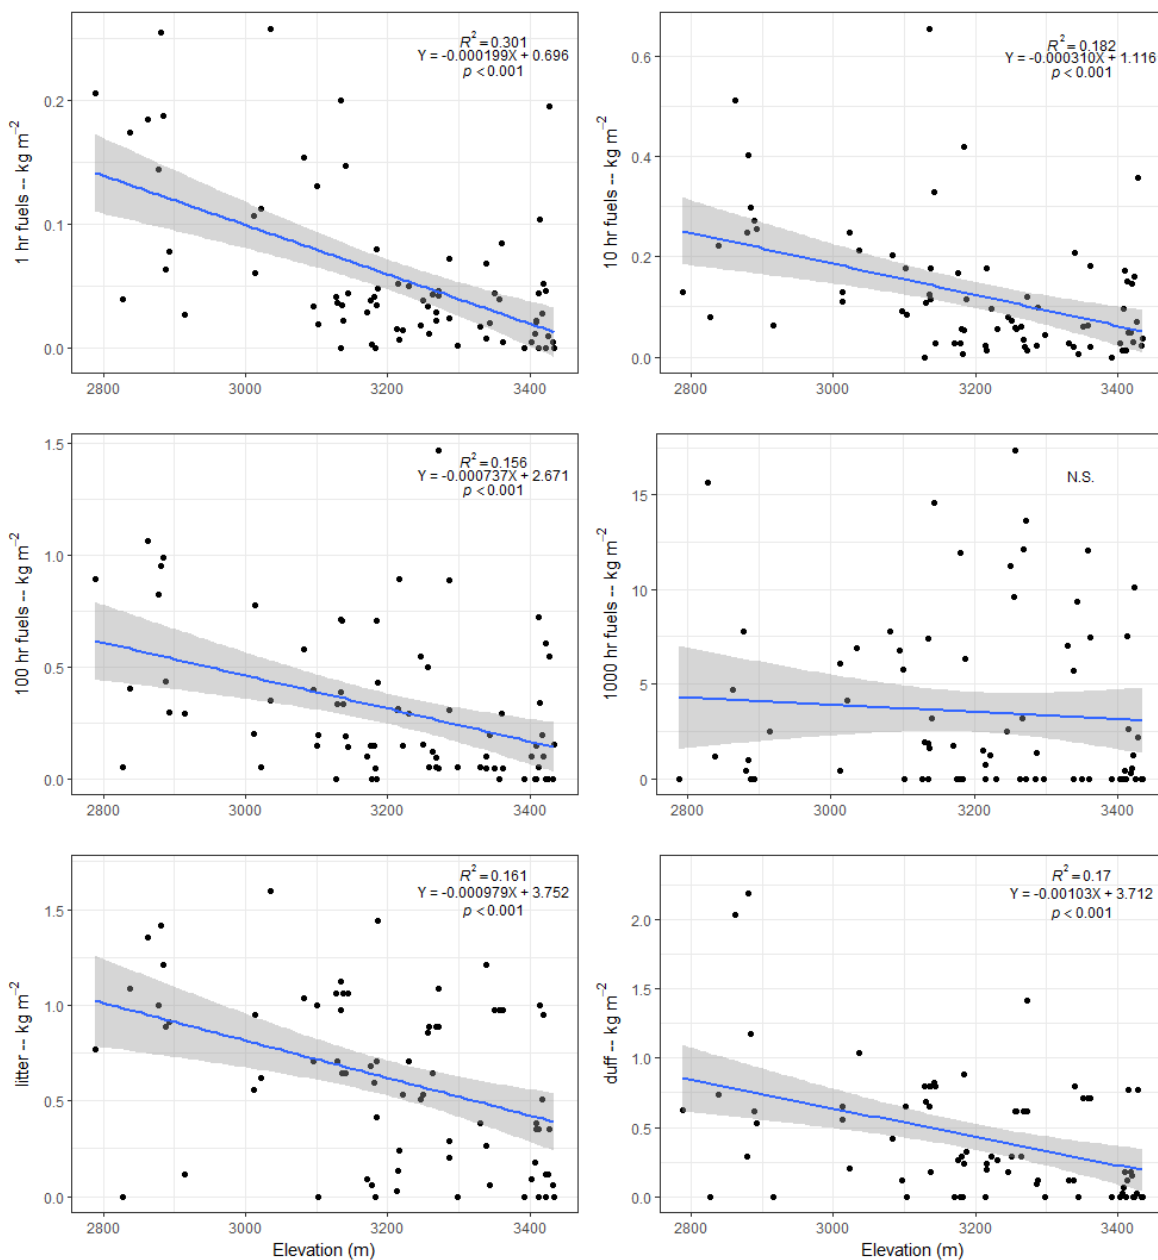 R² = 0.301
Y = -0.000199X + 0.696
p < 0.001
1 hr fuels -- kg m⁻²
0.2
0.1
0.0
2800 3000 3200 3400
R² = 0.182
Y = -0.000310X + 1.116
p < 0.001
10 hr fuels -- kg m⁻²
0.6
0.4
0.2
0.0
2800 3000 3200 3400
R² = 0.156
Y = -0.000737X + 2.671
p < 0.001
100 hr fuels -- kg m⁻²
1.5
1.0
0.5
0.0
2800 3000 3200 3400
N.S.
1000 hr fuels -- kg m⁻²
15
10
5
0
2800 3000 3200 3400
R² = 0.161
Y = -0.000979X + 3.752
p < 0.001
litter -- kg m⁻²
1.5
1.0
0.5
0.0
2800 3000 3200 3400
Elevation (m)
R² = 0.17
Y = -0.00103X + 3.712
p < 0.001
duff -- kg m⁻²
2.0
1.5
1.0
0.5
0.0
2800 3000 3200 3400
Elevation (m)